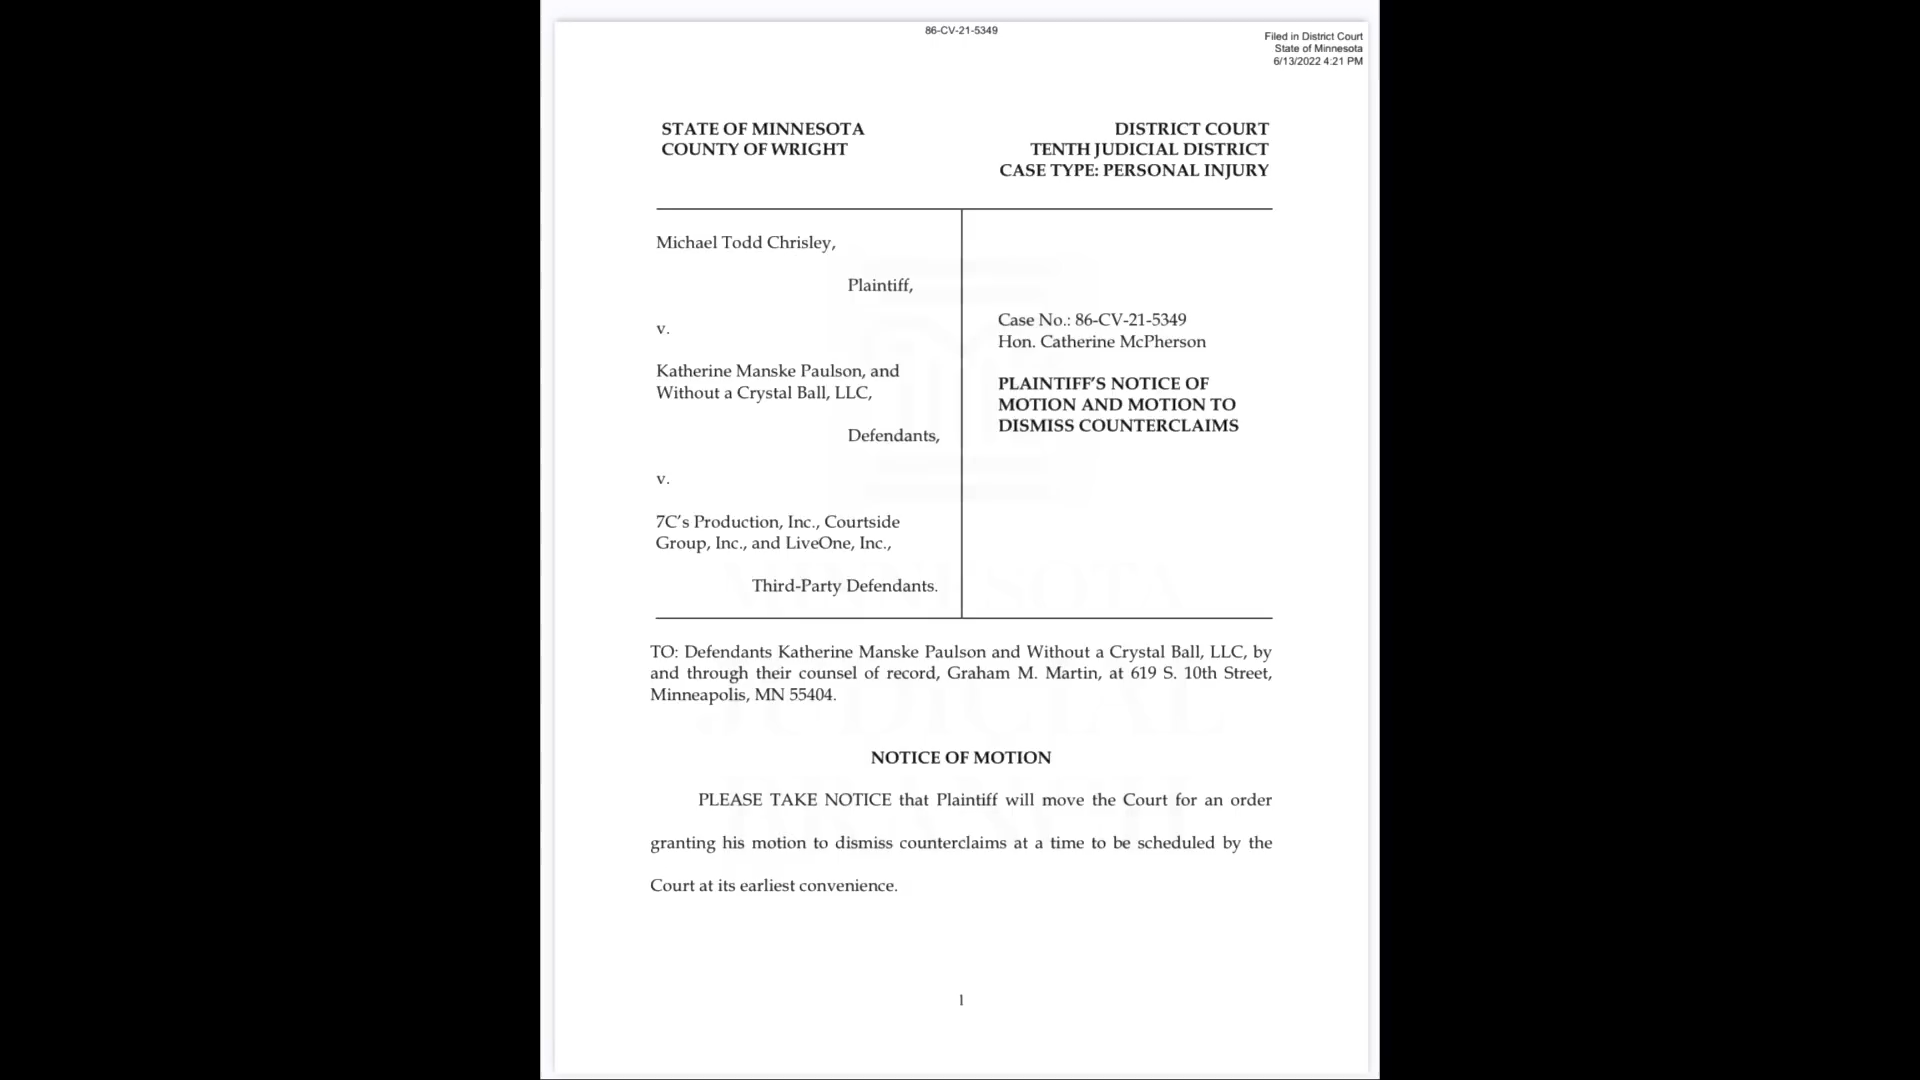 86-CV-21-5349
Filed in District Court
State of Minnesota
6/13/2022 4:21 PM
STATE OF MINNESOTA
COUNTY OF WRIGHT
DISTRICT COURT
TENTH JUDICIAL DISTRICT
CASE TYPE: PERSONAL INJURY
Michael Todd Chrisley,
Plaintiff,
v.
Katherine Manske Paulson, and
Without a Crystal Ball, LLC,
Defendants,
v.
7C’s Production, Inc., Courtside
Group, Inc., and LiveOne, Inc.,
Third-Party Defendants.
Case No.: 86-CV-21-5349
Hon. Catherine McPherson
PLAINTIFF’S NOTICE OF
MOTION AND MOTION TO
DISMISS COUNTERCLAIMS
TO: Defendants Katherine Manske Paulson and Without a Crystal Ball, LLC, by
and through their counsel of record, Graham M. Martin, at 619 S. 10th Street,
Minneapolis, MN 55404.
NOTICE OF MOTION
PLEASE TAKE NOTICE that Plaintiff will move the Court for an order
granting his motion to dismiss counterclaims at a time to be scheduled by the
Court at its earliest convenience.
1
MINNESOTA
JUDICIAL
BRANCH